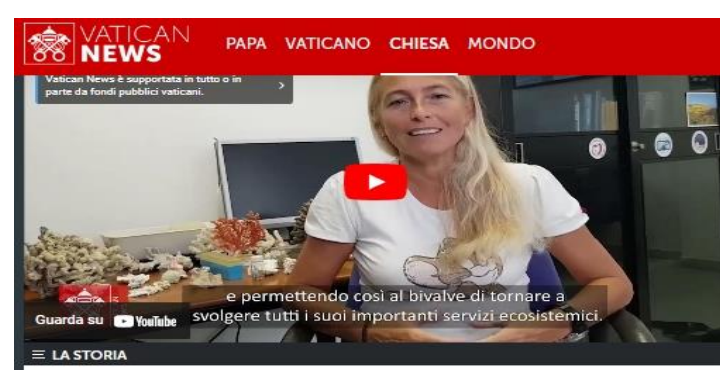 VATICAN
NEWS
PAPA VATICANO CHIESA MONDO
Vatican News è supportata in tutto o in
parte da fondi pubblici vaticani.
e permettendo così al bivalve di tornare a
svolgere tutti i suoi importanti servizi ecosistemici.
Guarda su YouTube
LA STORIA